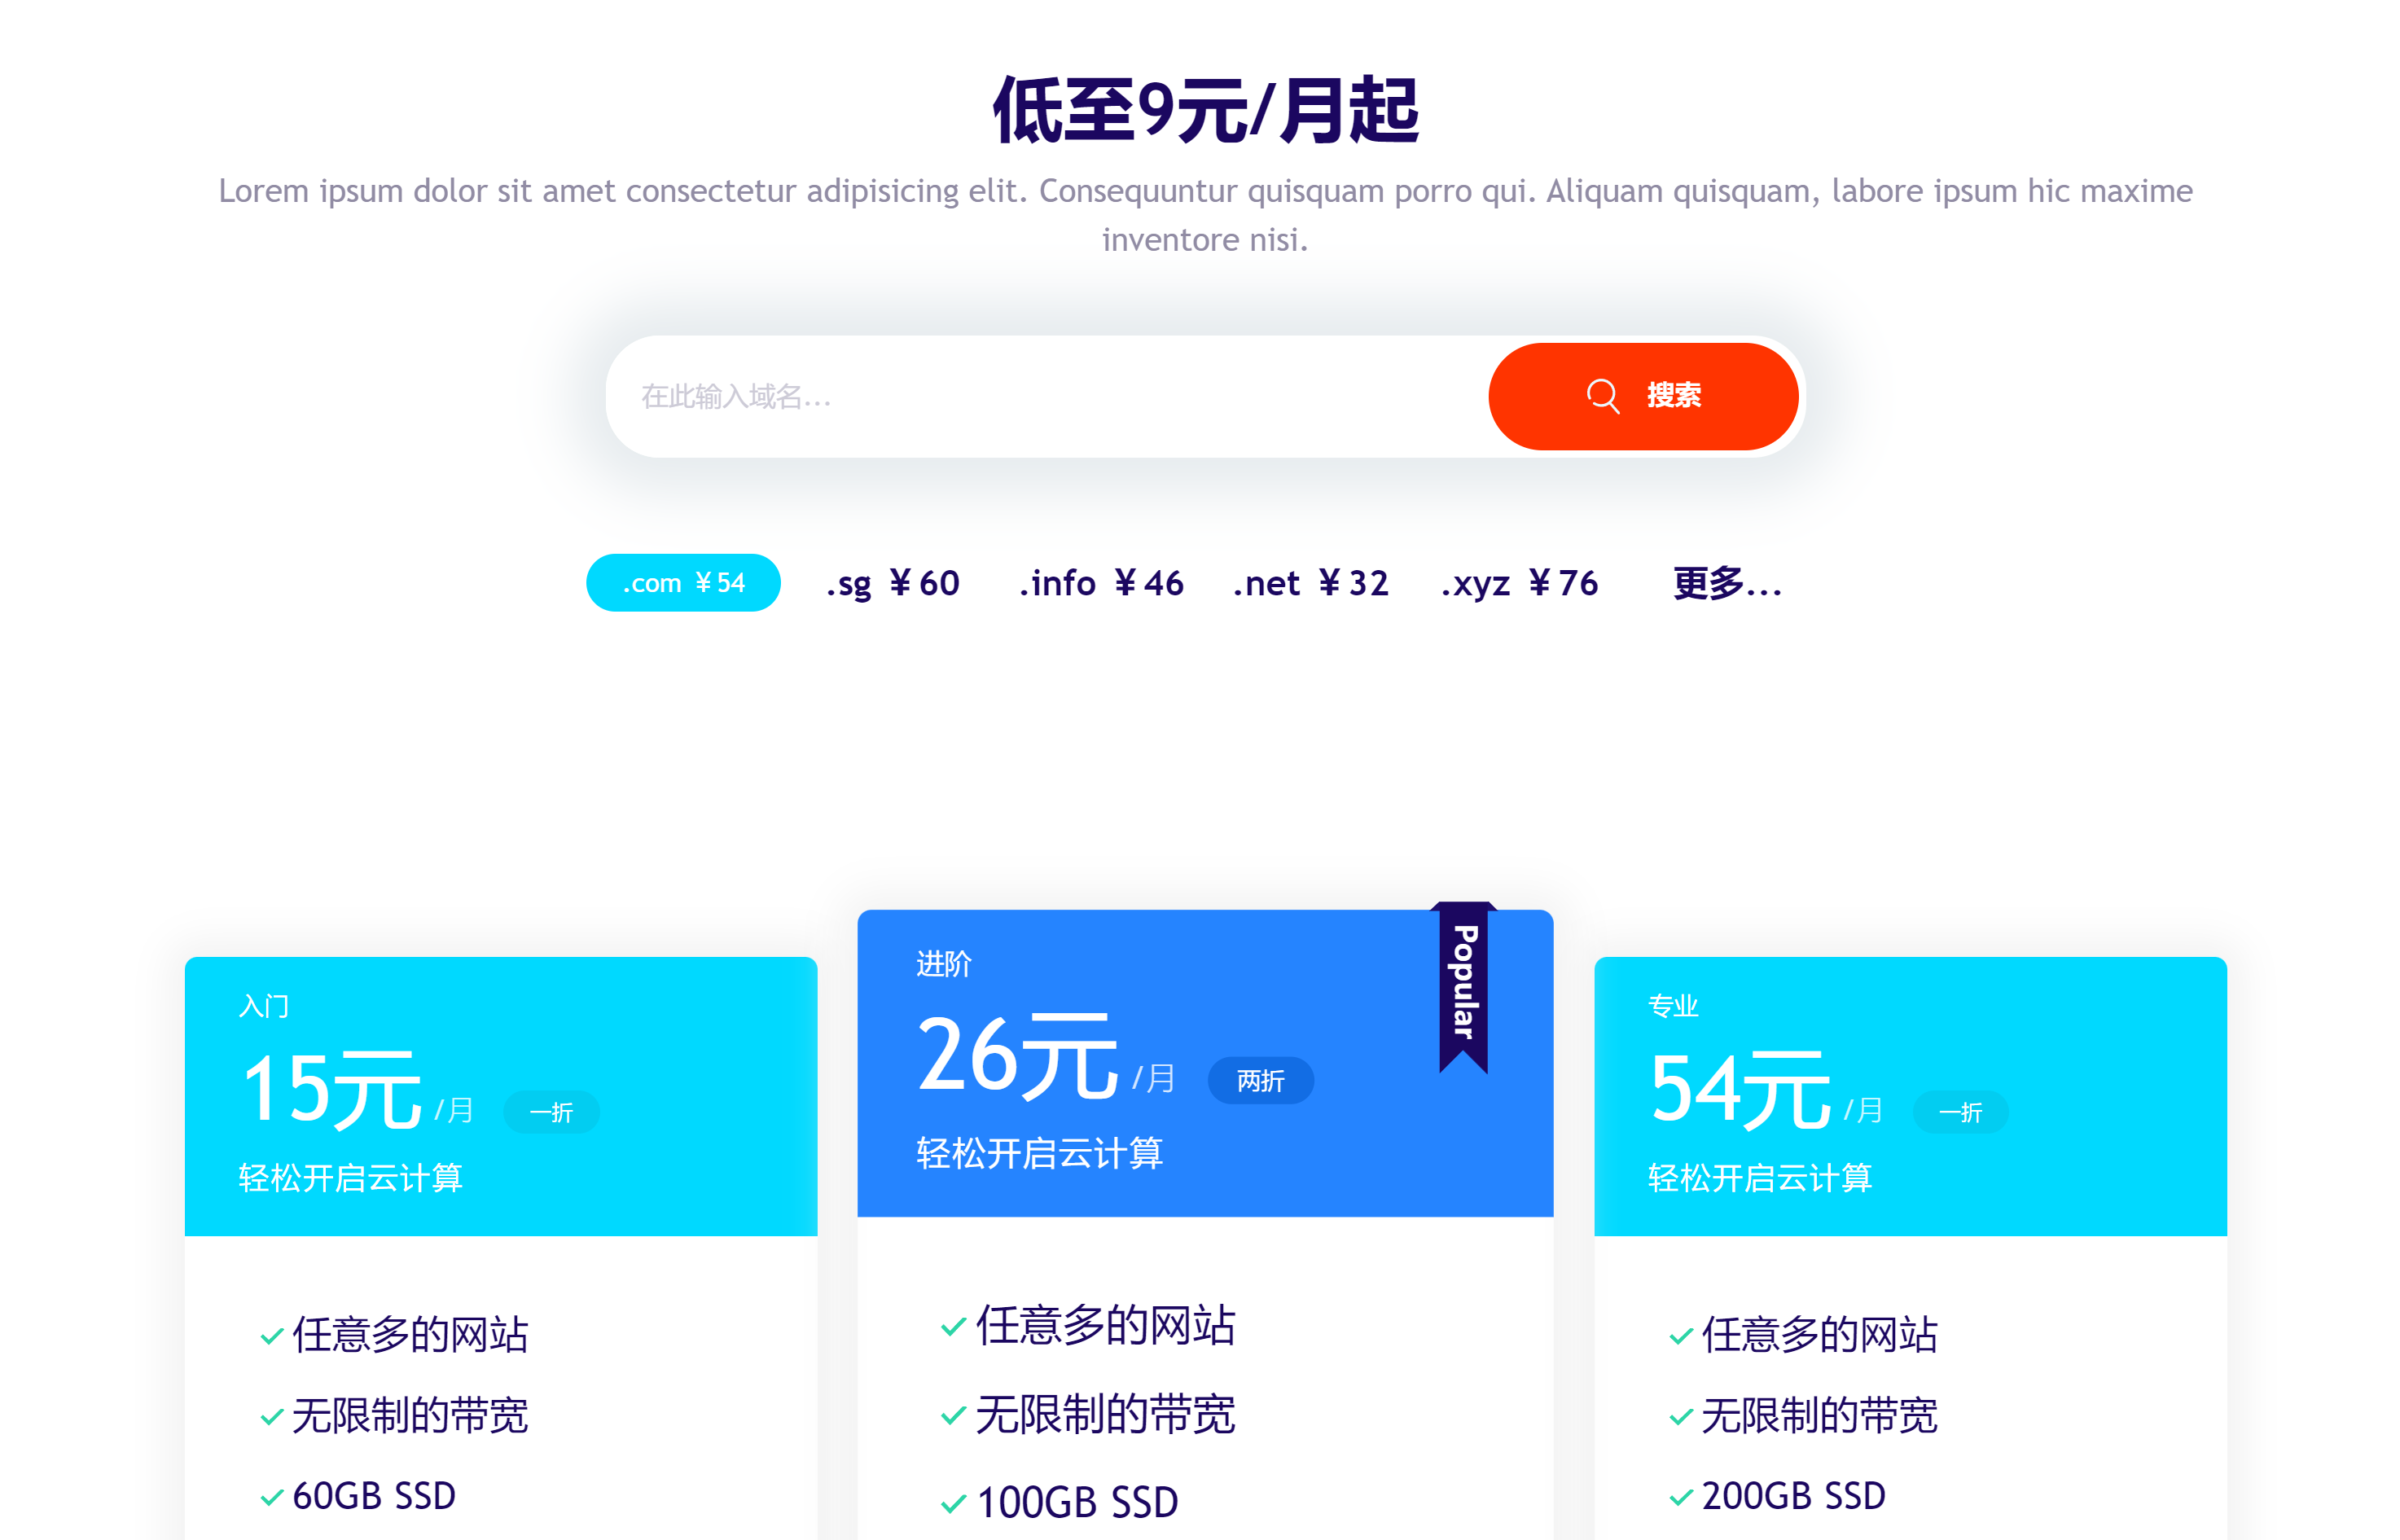 低至9元/月起
Lorem ipsum dolor sit amet consectetur adipisicing elit. Consequuntur quisquam porro qui. Aliquam quisquam, labore ipsum hic maxime
inventore nisi.
在此输入域名...
搜索
.com ￥54
.sg ￥60
.info ￥46
.net ￥32
.xyz ￥76
更多...
入门
15元 /月 一折
轻松开启云计算
任意多的网站
无限制的带宽
60GB SSD
Popular
进阶
26元 /月 两折
轻松开启云计算
任意多的网站
无限制的带宽
100GB SSD
专业
54元 /月 一折
轻松开启云计算
任意多的网站
无限制的带宽
200GB SSD